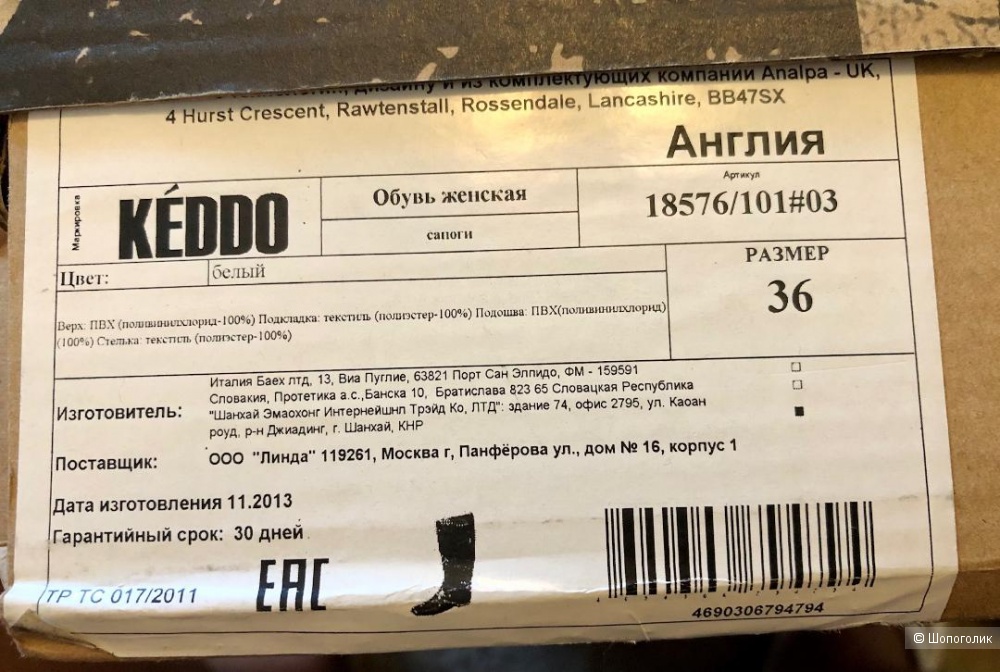 дизайну и из комплектующих компании Analpa - UK,
4 Hurst Crescent, Rawtenstall, Rossendale, Lancashire, BB47SX
Англия
Маркировка
KÉDDO
Обувь женская
сапоги
Артикул
18576/101#03
Цвет:
белый
РАЗМЕР
36
Верх: ПВХ (поливинилхлорид-100%) Подкладка: текстиль (полиэстер-100%) Подошва: ПВХ(поливинилхлорид)
(100%) Стелька: текстиль (полиэстер-100%)
Изготовитель:
Италия Баех лтд, 13, Виа Пуглие, 63821 Порт Сан Элпидо, ФМ - 159591
Словакия, Протетика а.с.,Банска 10, Братислава 823 65 Словацкая Республика
"Шанхай Эмаохонг Интернейшнл Трэйд Ко, ЛТД": здание 74, офис 2795, ул. Каоан
роуд, р-н Джиадинг, г. Шанхай, КНР
Поставщик:
ООО "Линда" 119261, Москва г, Панфёрова ул., дом № 16, корпус 1
Дата изготовления 11.2013
Гарантийный срок: 30 дней
ТР ТС 017/2011
EAC
4690306794794
© Шопоголик